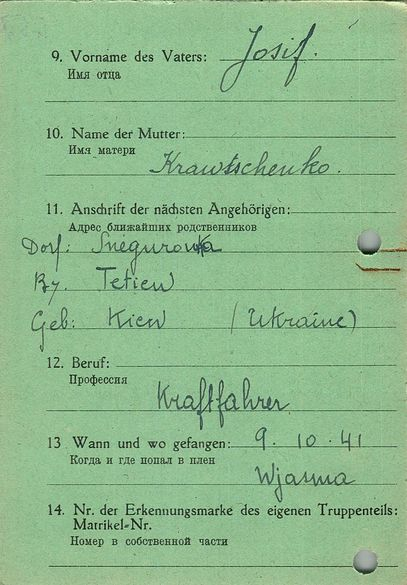 9. Vorname des Vaters: Josif.
Имя отца
10. Name der Mutter:
Имя матери
Krawtschenko.
11. Anschrift der nächsten Angehörigen:
Адрес ближайших родственников
Dorf: Snegurowka
By. Tetiew
Geb: Kiew (Ukraine)
12. Beruf:
Профессия
Kraftfahrer
13 Wann und wo gefangen: 9. 10. 41
Когда и где попал в плен
Wjasma
14. Nr. der Erkennungsmarke des eigenen Truppenteils:
Matrikel-Nr.
Номер в собственной части